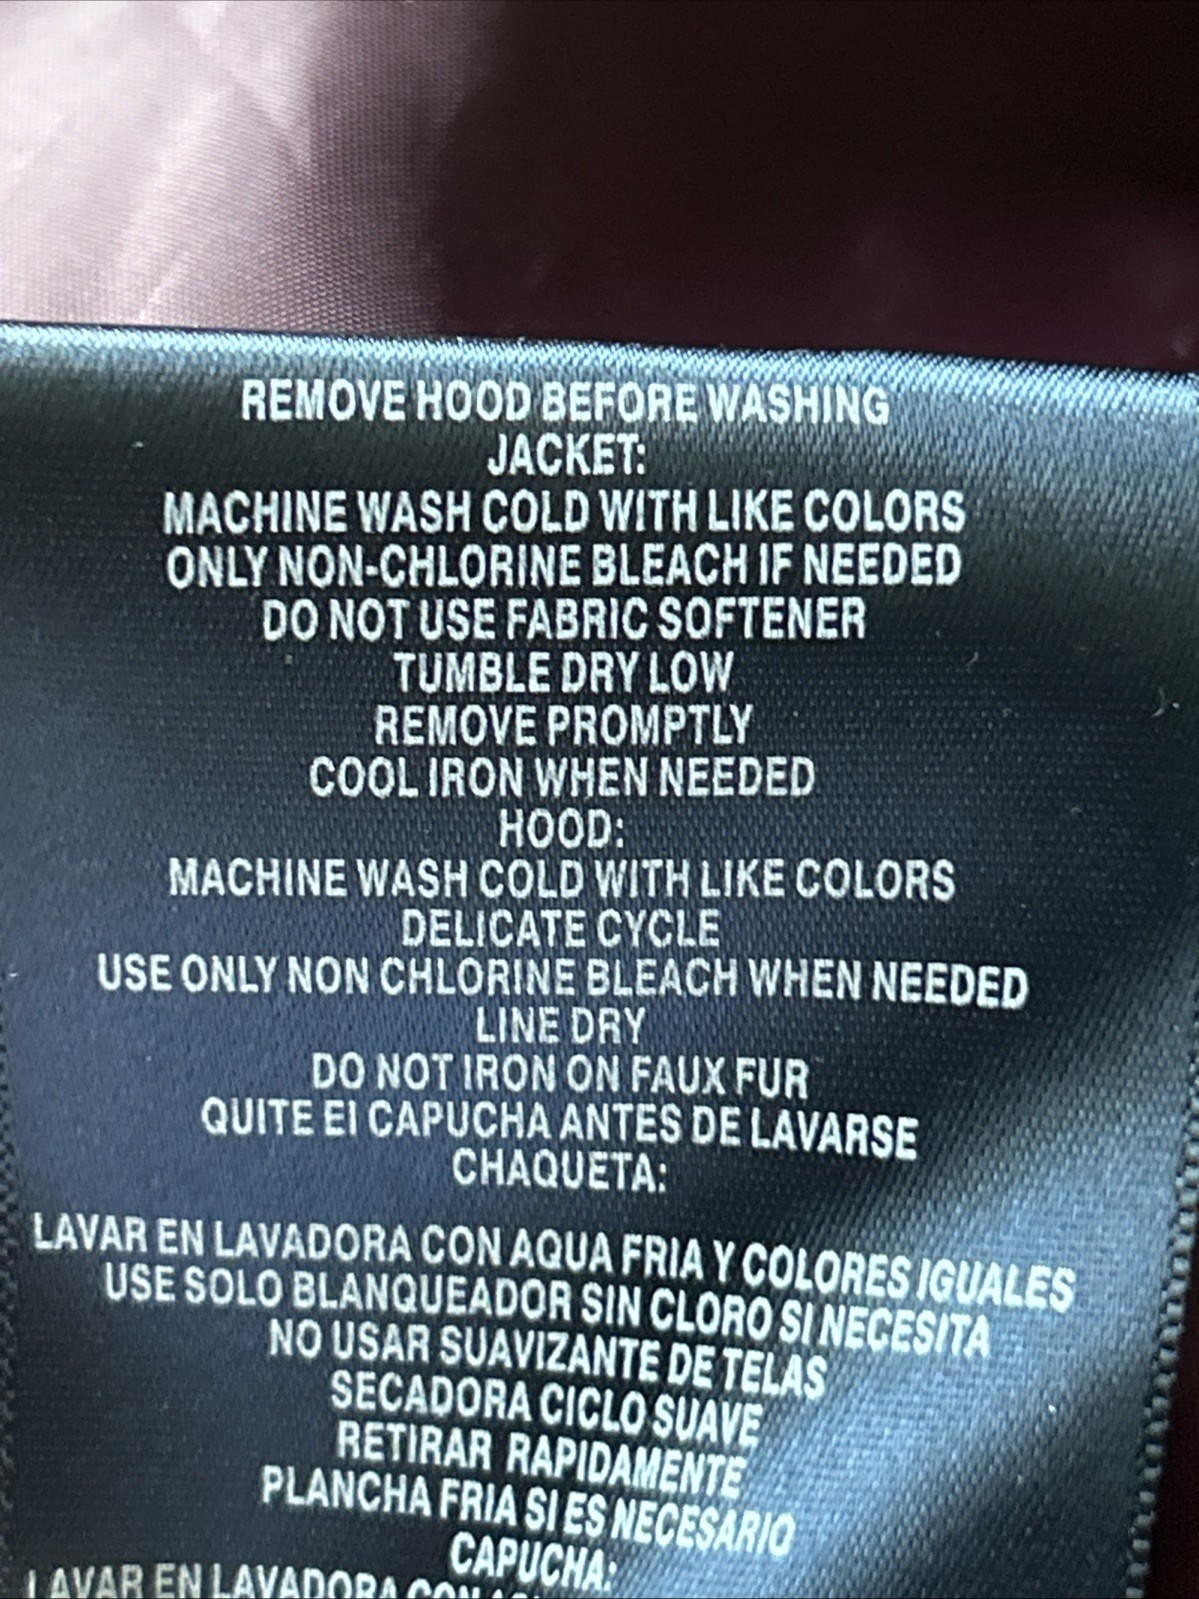 REMOVE HOOD BEFORE WASHING
JACKET:
MACHINE WASH COLD WITH LIKE COLORS
ONLY NON-CHLORINE BLEACH IF NEEDED
DO NOT USE FABRIC SOFTENER
TUMBLE DRY LOW
REMOVE PROMPTLY
COOL IRON WHEN NEEDED
HOOD:
MACHINE WASH COLD WITH LIKE COLORS
DELICATE CYCLE
USE ONLY NON CHLORINE BLEACH WHEN NEEDED
LINE DRY
DO NOT IRON ON FAUX FUR
QUITE EI CAPUCHA ANTES DE LAVARSE
CHAQUETA:
LAVAR EN LAVADORA CON AQUA FRIA Y COLORES IGUALES
USE SOLO BLANQUEADOR SIN CLORO SI NECESITA
NO USAR SUAVIZANTE DE TELAS
SECADORA CICLO SUAVE
RETIRAR RAPIDAMENTE
PLANCHA FRIA SI ES NECESARIO
CAPUCHA:
LAVAR EN LAVADORA CON